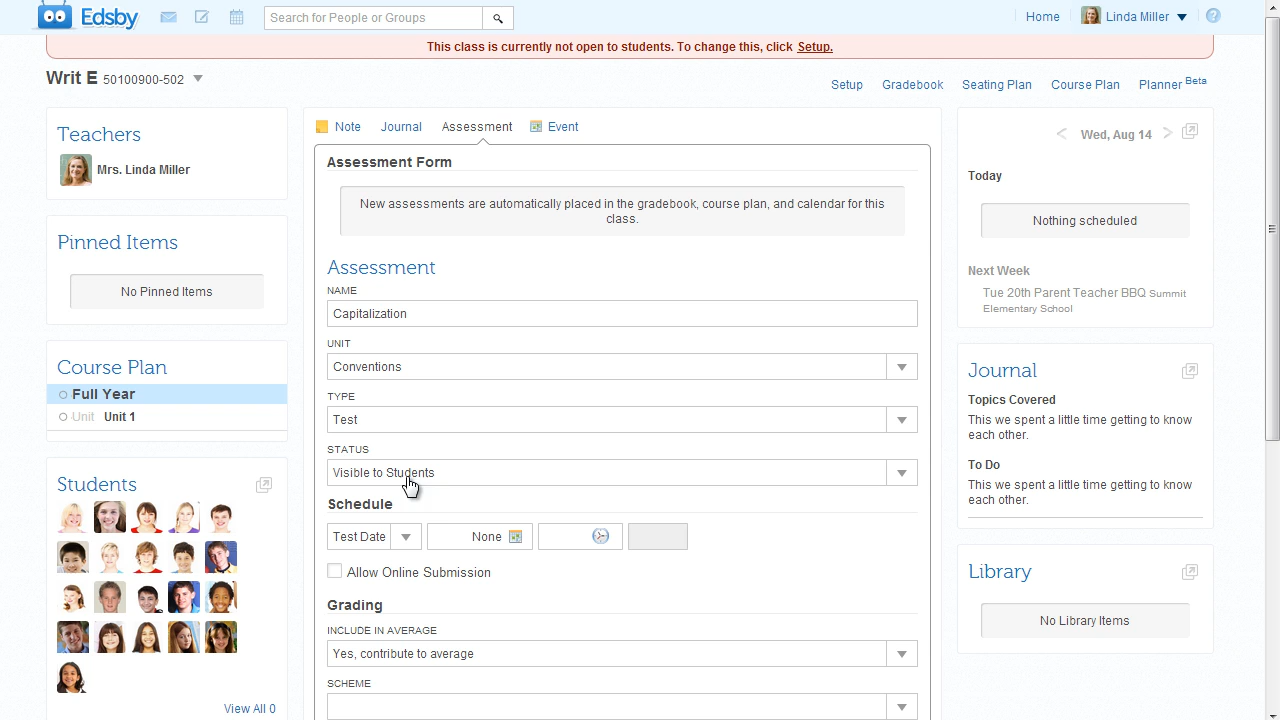 Edsby
Search for People or Groups
Home
Linda Miller
This class is currently not open to students. To change this, click Setup.
Writ E 50100900-502
Setup
Gradebook
Seating Plan
Course Plan
Planner Beta
Teachers
Mrs. Linda Miller
Pinned Items
No Pinned Items
Course Plan
Full Year
Unit Unit 1
Students
View All 0
Note
Journal
Assessment
Event
Assessment Form
New assessments are automatically placed in the gradebook, course plan, and calendar for this
class.
Assessment
NAME
Capitalization
UNIT
Conventions
TYPE
Test
STATUS
Visible to Students
Schedule
Test Date
None
Allow Online Submission
Grading
INCLUDE IN AVERAGE
Yes, contribute to average
SCHEME
Wed, Aug 14
Today
Nothing scheduled
Next Week
Tue 20th Parent Teacher BBQ Summit
Elementary School
Journal
Topics Covered
This we spent a little time getting to know
each other.
To Do
This we spent a little time getting to know
each other.
Library
No Library Items